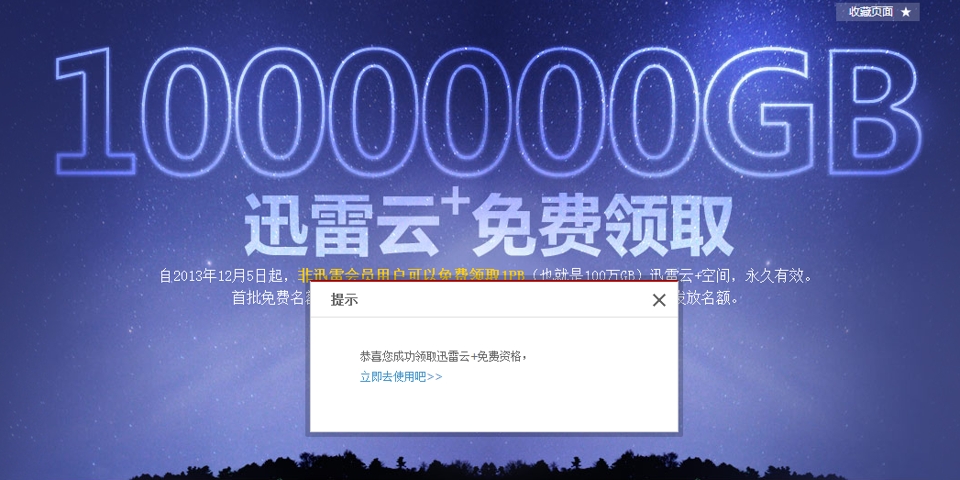 收藏页面 ★
1000000GB
迅雷云+免费领取
自2013年12月5日起，非迅雷会员用户可以免费领取1PB（也就是100万GB）迅雷云+空间，永久有效。
首批免费名 发放名额。
提示
恭喜您成功领取迅雷云+免费资格，
立即去使用吧>>